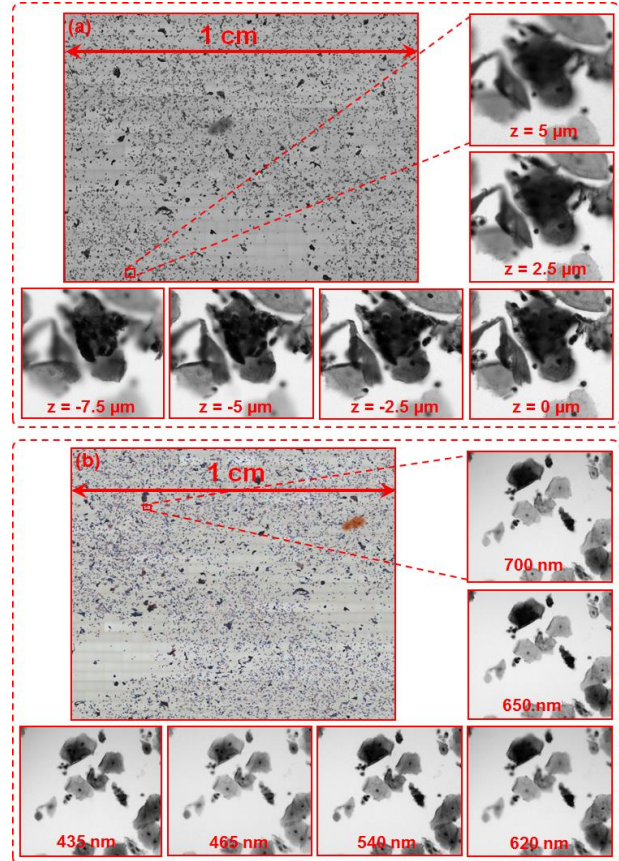 (a)
1 cm
z = 5 µm
z = 2.5 µm
z = -7.5 µm
z = -5 µm
z = -2.5 µm
z = 0 µm
(b)
1 cm
700 nm
650 nm
435 nm
465 nm
540 nm
620 nm